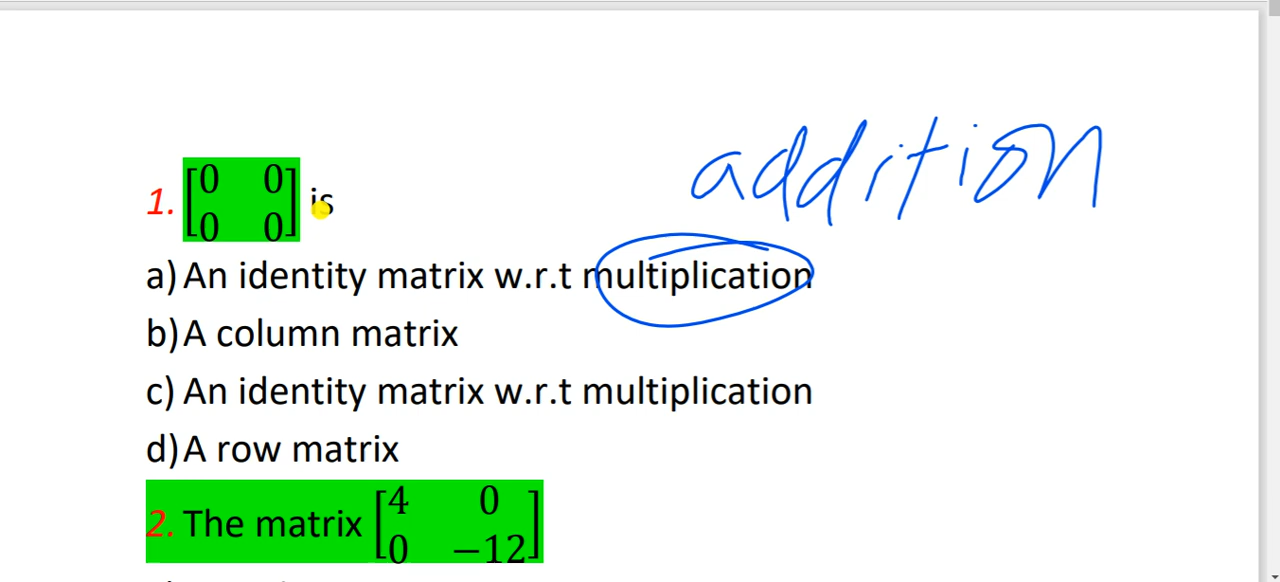 addition
1. [0 0
0 0] is
a) An identity matrix w.r.t multiplication
b) A column matrix
c) An identity matrix w.r.t multiplication
d) A row matrix
2. The matrix [4 0
0 −12]